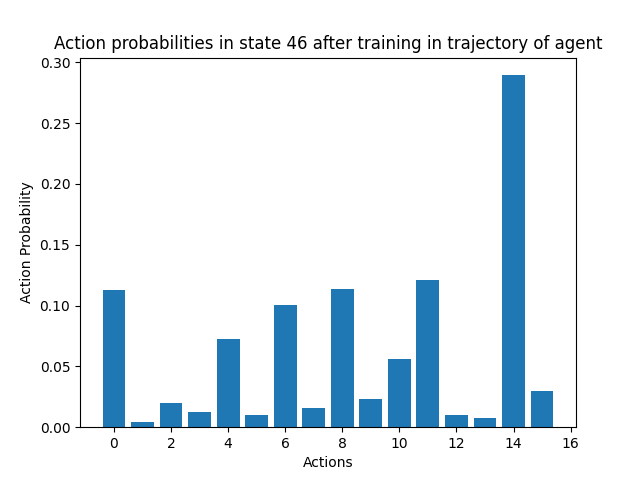 Action probabilities in state 46 after training in trajectory of agent
0.30
0.25
0.20
0.15
0.10
0.05
0.00
Action Probability
0 2 4 6 8 10 12 14 16
Actions